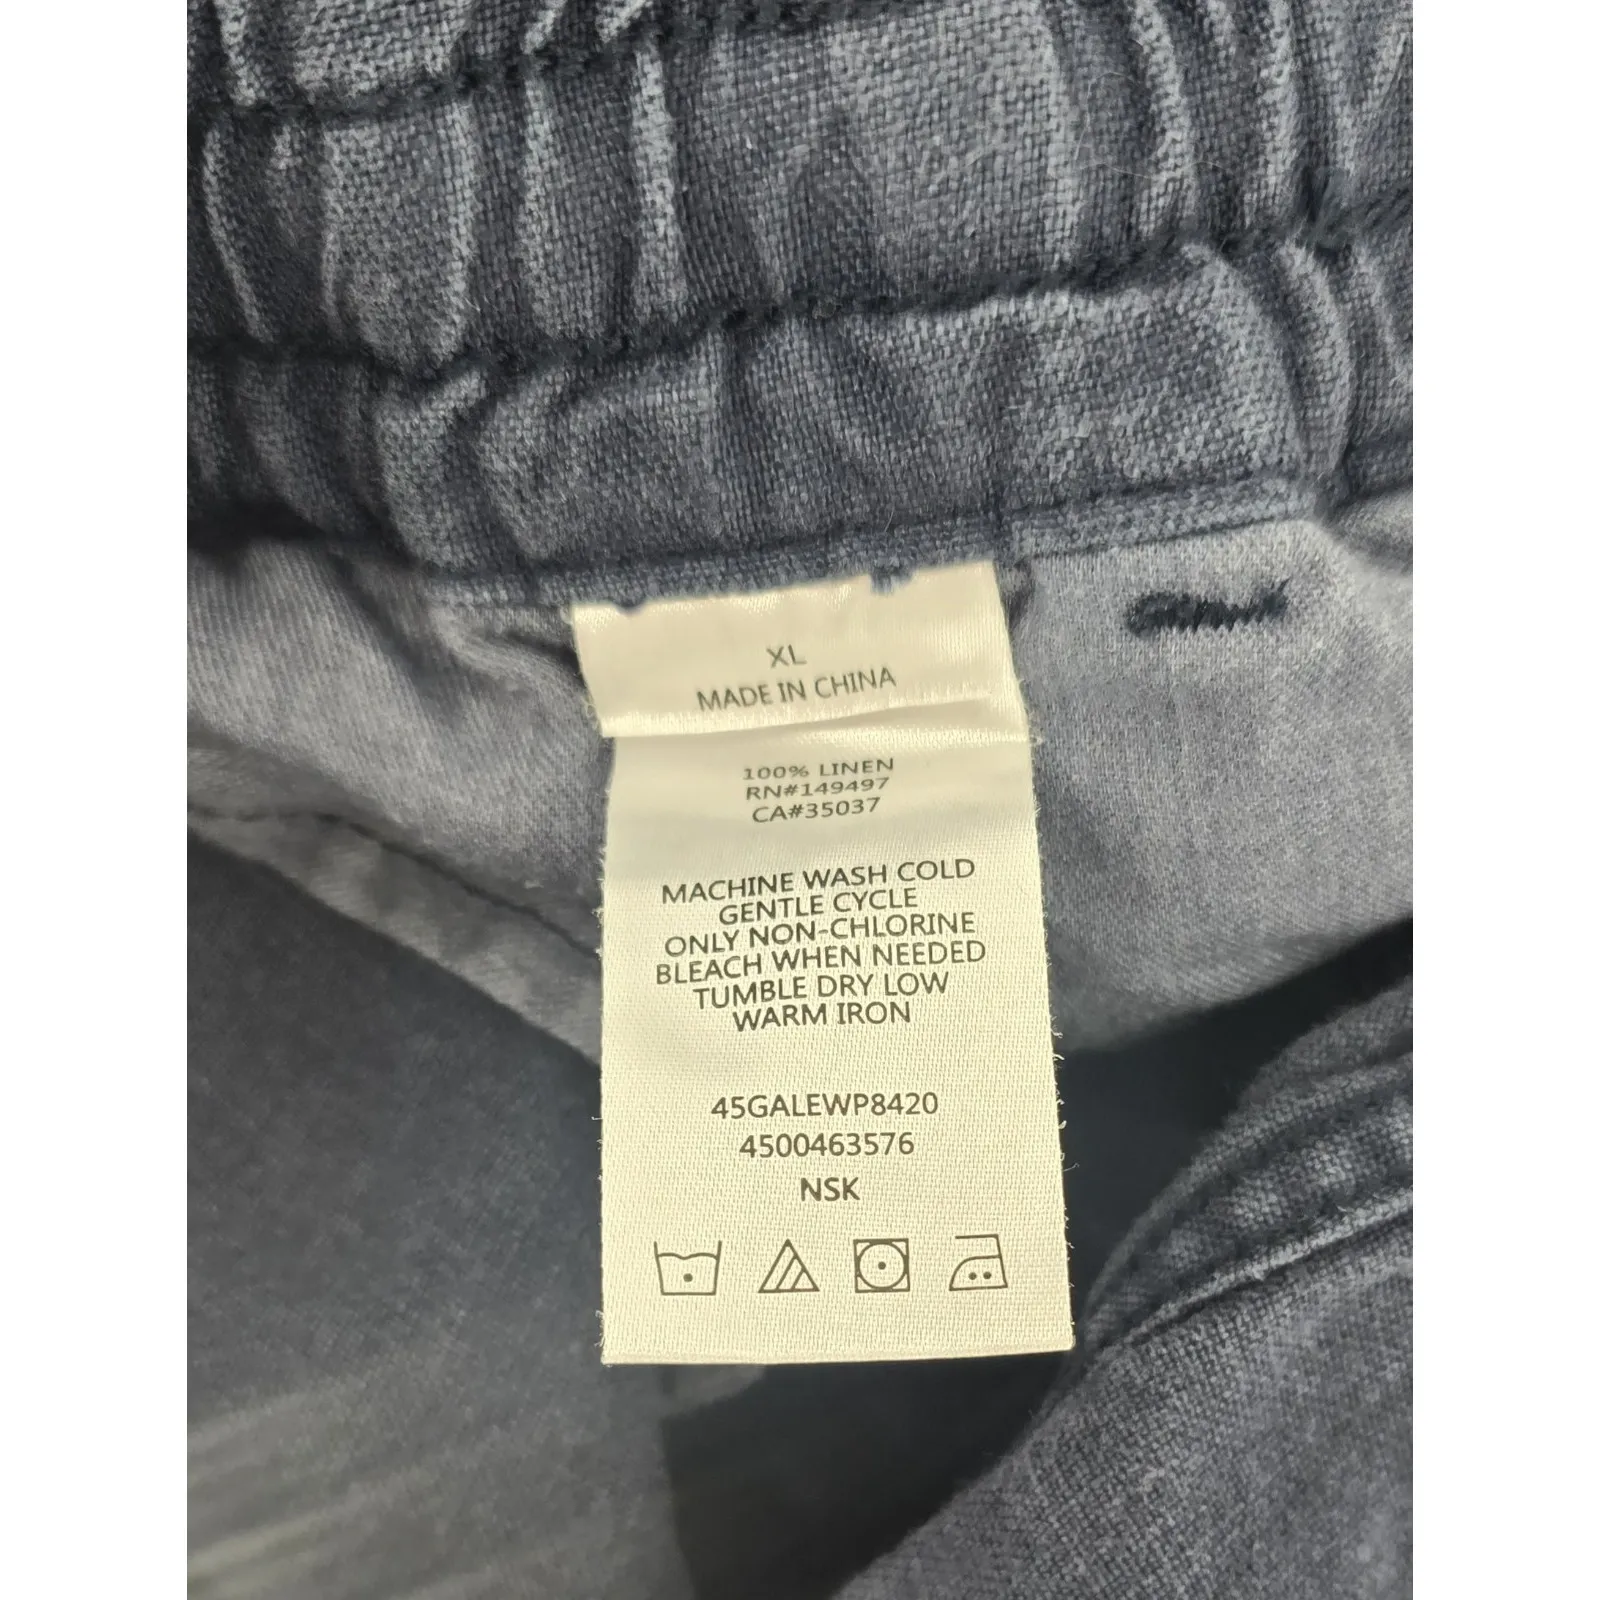 XL
MADE IN CHINA
100% LINEN
RN#149497
CA#35037
MACHINE WASH COLD
GENTLE CYCLE
ONLY NON-CHLORINE
BLEACH WHEN NEEDED
TUMBLE DRY LOW
WARM IRON
45GALEWP8420
4500463576
NSK